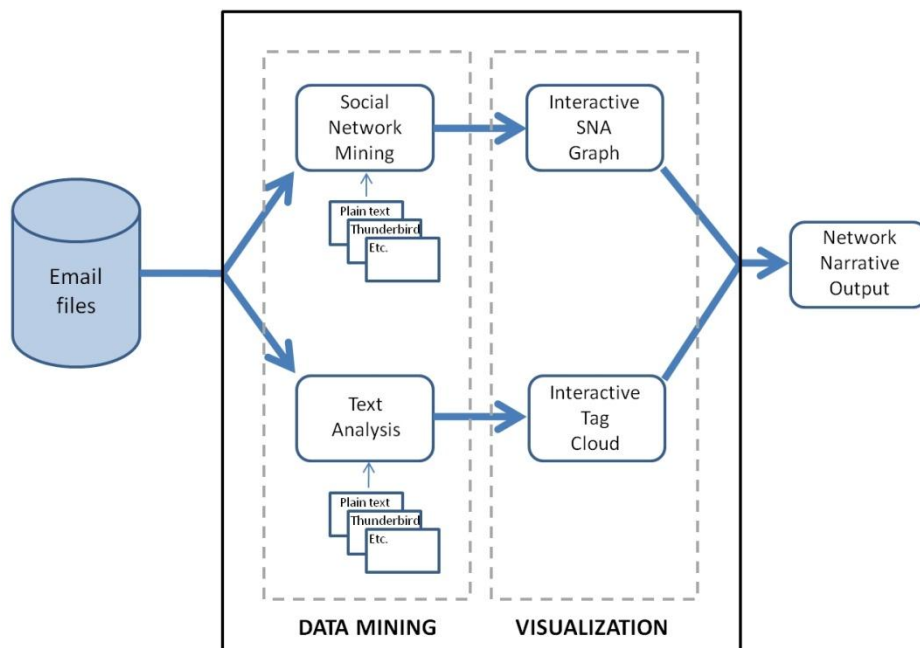 Email
files
Social
Network
Mining
Plain text
Thunderbird
Etc.
Text
Analysis
Plain text
Thunderbird
Etc.
DATA MINING
Interactive
SNA
Graph
Interactive
Tag
Cloud
VISUALIZATION
Network
Narrative
Output